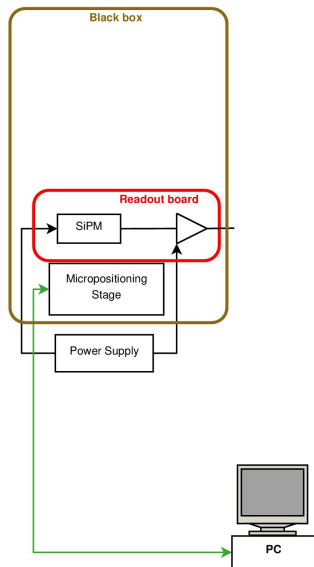 Black box
Readout board
SiPM
Micropositioning
Stage
Power Supply
PC